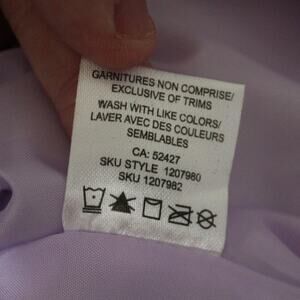 GARNITURES NON COMPRISE/
EXCLUSIVE OF TRIMS
WASH WITH LIKE COLORS/
LAVER AVEC DES COULEURS
SEMBLABLES
CA: 52427
SKU STYLE 1207980
SKU 1207982